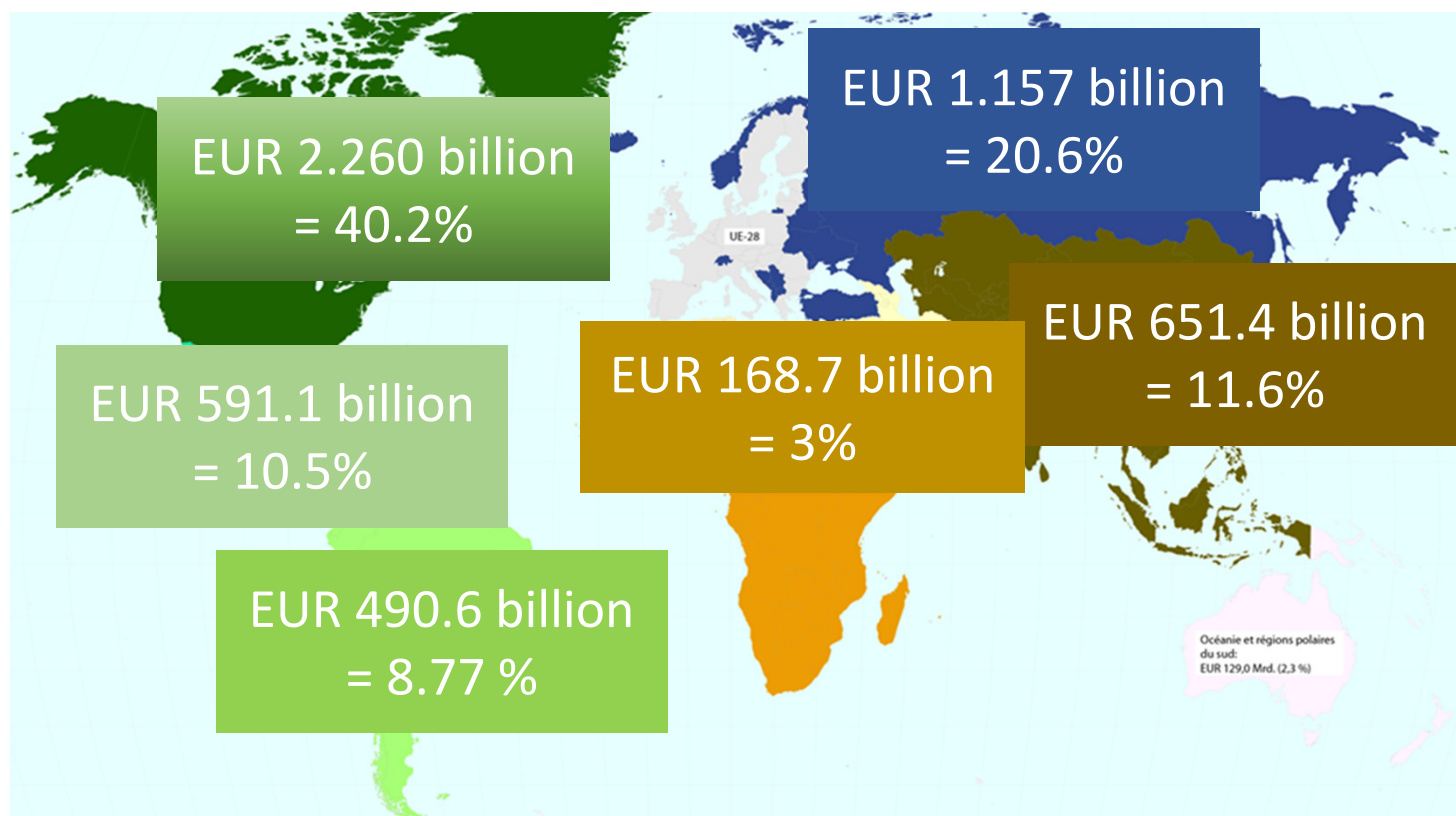 EUR 1.157 billion
= 20.6%
EUR 2.260 billion
= 40.2%
UE-28
EUR 651.4 billion
= 11.6%
EUR 168.7 billion
= 3%
EUR 591.1 billion
= 10.5%
EUR 490.6 billion
= 8.77 %
Océanie et régions polaires
du sud:
EUR 129,0 Mrd. (2,3 %)